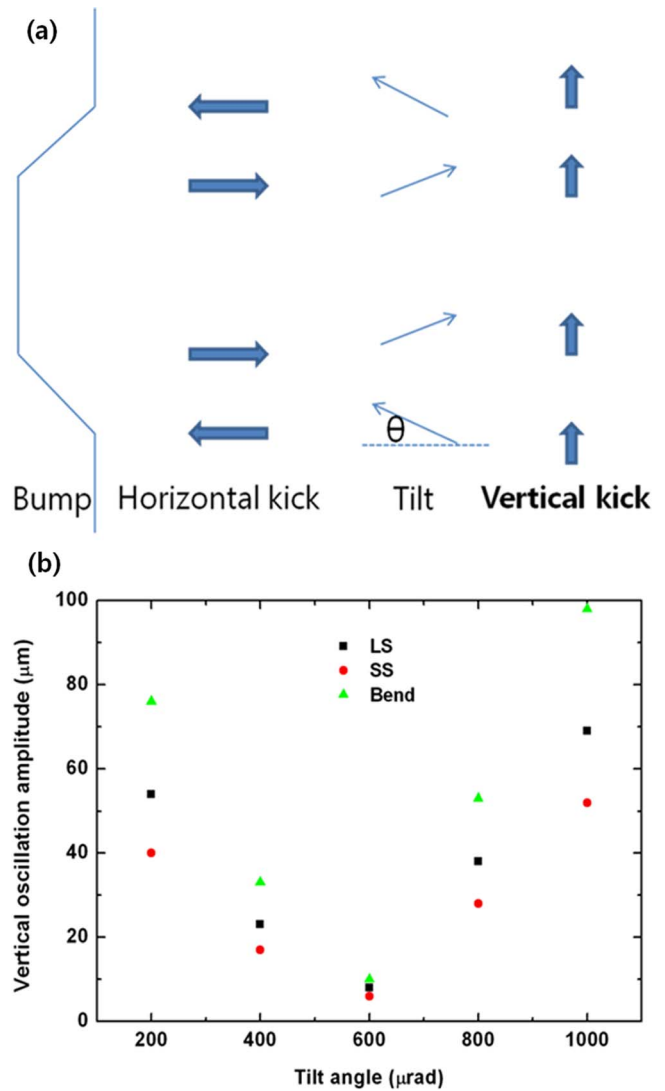 (a)
θ
Bump Horizontal kick Tilt Vertical kick
(b)
100
80
60
40
20
0
Vertical oscillation amplitude (μm)
LS
SS
Bend
200 400 600 800 1000
Tilt angle (μrad)